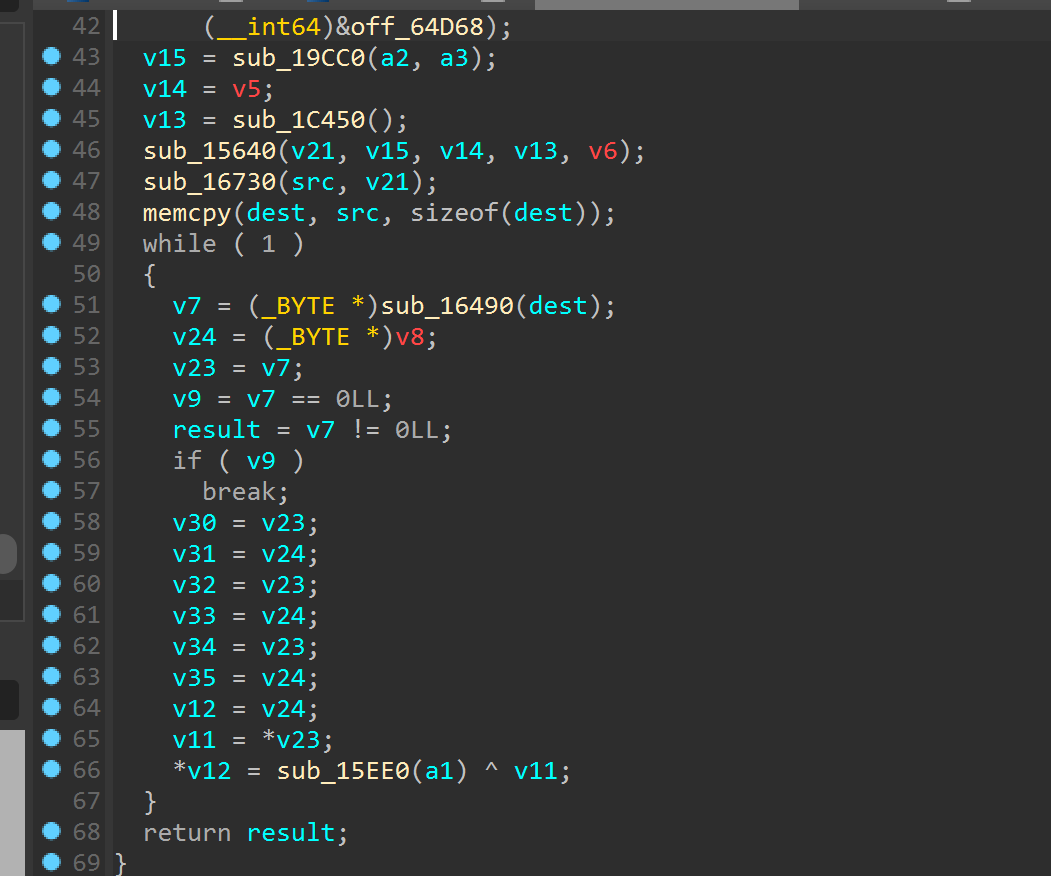 42 (__int64)&off_64D68);
43 v15 = sub_19CC0(a2, a3);
44 v14 = v5;
45 v13 = sub_1C450();
46 sub_15640(v21, v15, v14, v13, v6);
47 sub_16730(src, v21);
48 memcpy(dest, src, sizeof(dest));
49 while ( 1 )
50 {
51 v7 = (_BYTE *)sub_16490(dest);
52 v24 = (_BYTE *)v8;
53 v23 = v7;
54 v9 = v7 == 0LL;
55 result = v7 != 0LL;
56 if ( v9 )
57 break;
58 v30 = v23;
59 v31 = v24;
60 v32 = v23;
61 v33 = v24;
62 v34 = v23;
63 v35 = v24;
64 v12 = v24;
65 v11 = *v23;
66 *v12 = sub_15EE0(a1) ^ v11;
67 }
68 return result;
69 }